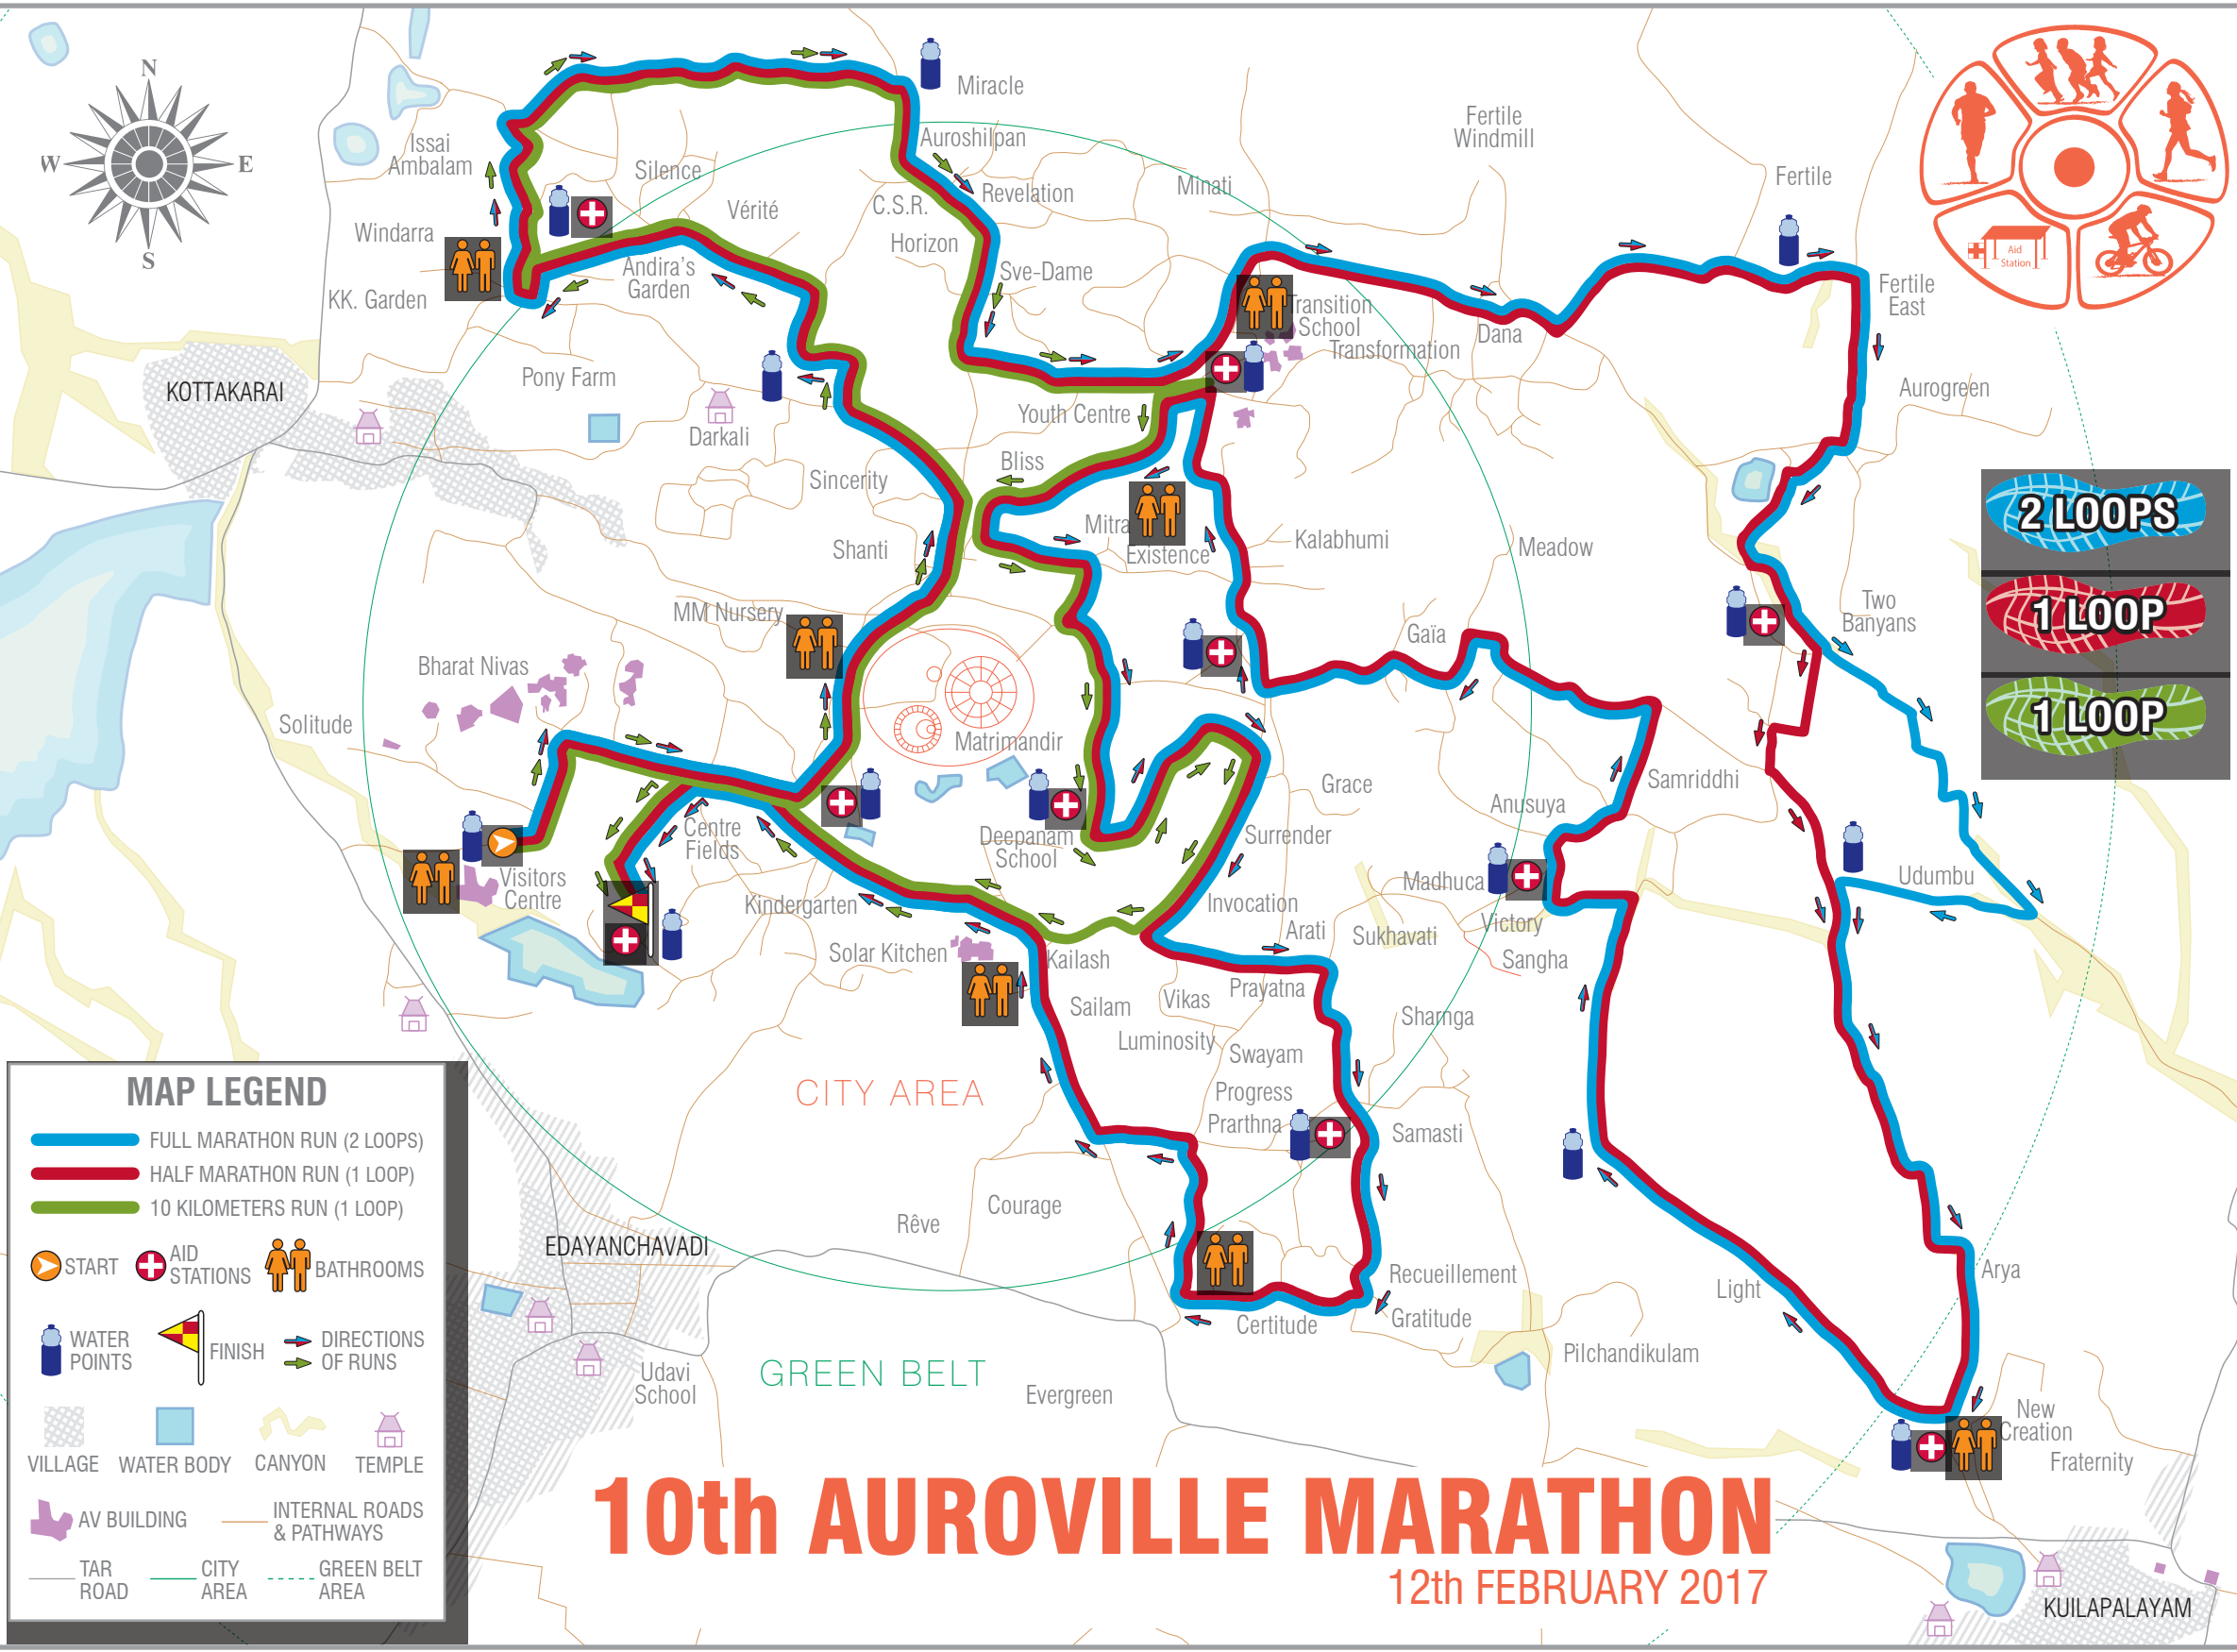 N
W
E
S
Miracle
Auroshilpan
Issai
Ambalam
Silence
Revelation
Minati
Fertile
Windmill
Fertile
Aid
Station
Windarra
Vérité
C.S.R.
Horizon
Andira's
Garden
Sve-Dame
KK. Garden
Transition
School
Transformation
Dana
Fertile
East
KOTTAKARAI
Pony Farm
Darkali
Youth Centre
Aurogreen
Sincerity
Bliss
2 LOOPS
1 LOOP
1 LOOP
Mitra
Existence
Kalabhumi
Meadow
Shanti
MM Nursery
Two
Banyans
Gaïa
Bharat Nivas
Solitude
Matrimandir
Grace
Anusuya
Samriddhi
Centre
Fields
Deepanam
School
Surrender
Visitors
Centre
Kindergarten
Invocation
Madhuca
Udumbu
Arati
Sukhavati
Victory
Sangha
Solar Kitchen
Kailash
Sailam
Vikas
Prayatna
Sharnga
Luminosity
Swayam
CITY AREA
Progress
Prarthna
Samasti
Courage
Rêve
EDAYANCHAVADI
Recueillement
Gratitude
Certitude
Light
Arya
Pilchandikulam
Udavi
School
GREEN BELT
Evergreen
New
Creation
Fraternity
KUILAPALAYAM
MAP LEGEND
FULL MARATHON RUN (2 LOOPS)
HALF MARATHON RUN (1 LOOP)
10 KILOMETERS RUN (1 LOOP)
START
AID
STATIONS
BATHROOMS
WATER
POINTS
FINISH
DIRECTIONS
OF RUNS
VILLAGE
WATER BODY
CANYON
TEMPLE
AV BUILDING
INTERNAL ROADS
& PATHWAYS
TAR
ROAD
CITY
AREA
GREEN BELT
AREA
10th AUROVILLE MARATHON
12th FEBRUARY 2017